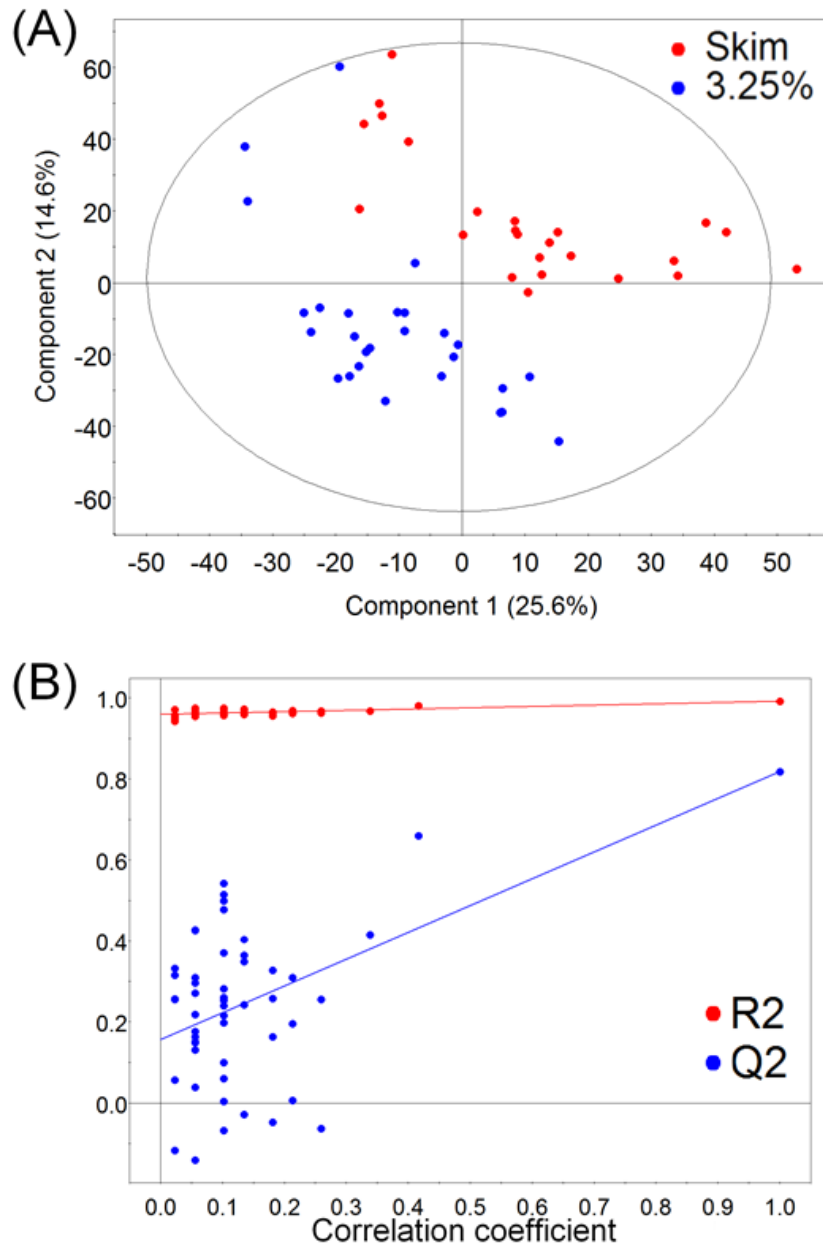 (A)
Skim
3.25%
60
40
20
0
-20
-40
-60
Component 2 (14.6%)
-50 -40 -30 -20 -10 0 10 20 30 40 50
Component 1 (25.6%)
(B)
1.0
0.8
0.6
0.4
0.2
0.0
R2
Q2
0.0 0.1 0.2 0.3 0.4 0.5 0.6 0.7 0.8 0.9 1.0
Correlation coefficient